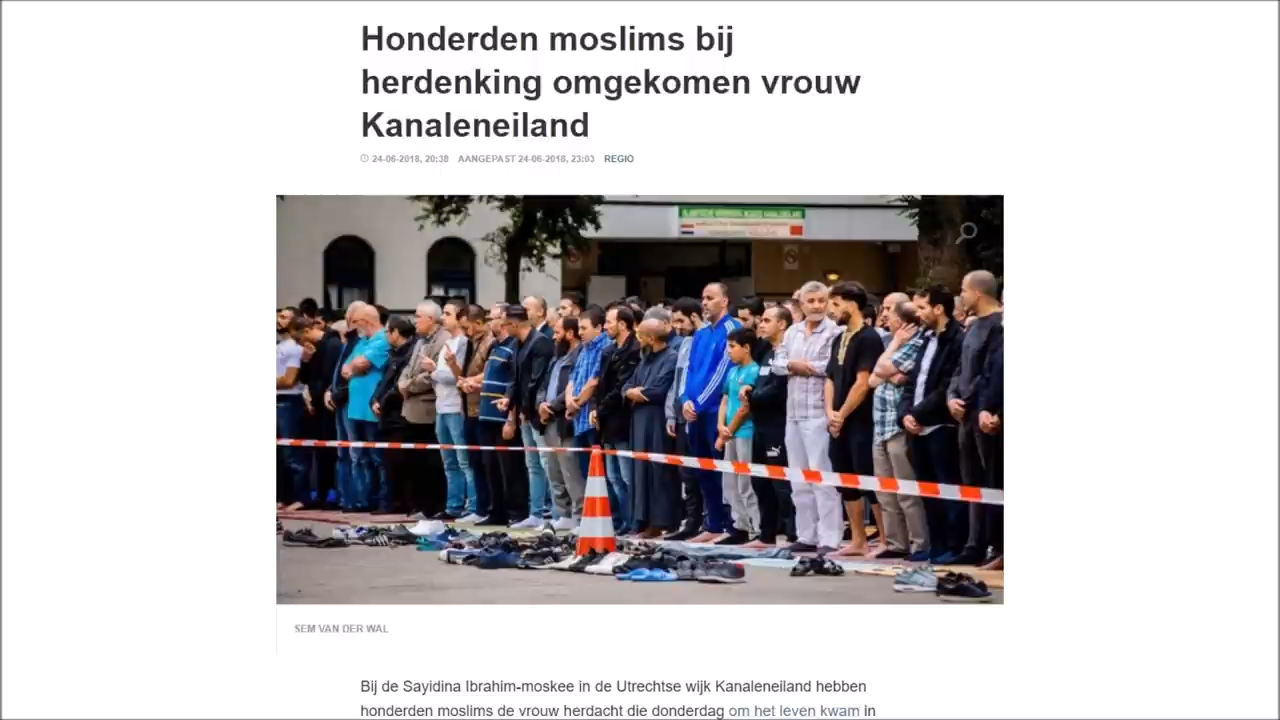 Honderden moslims bij
herdenking omgekomen vrouw
Kanaleneiland
24-06-2018, 20:38 AANGEPAST 24-06-2018, 23:03 REGIO
SEM VAN DER WAL
Bij de Sayidina Ibrahim-moskee in de Utrechtse wijk Kanaleneiland hebben
honderden moslims de vrouw herdacht die donderdag om het leven kwam in